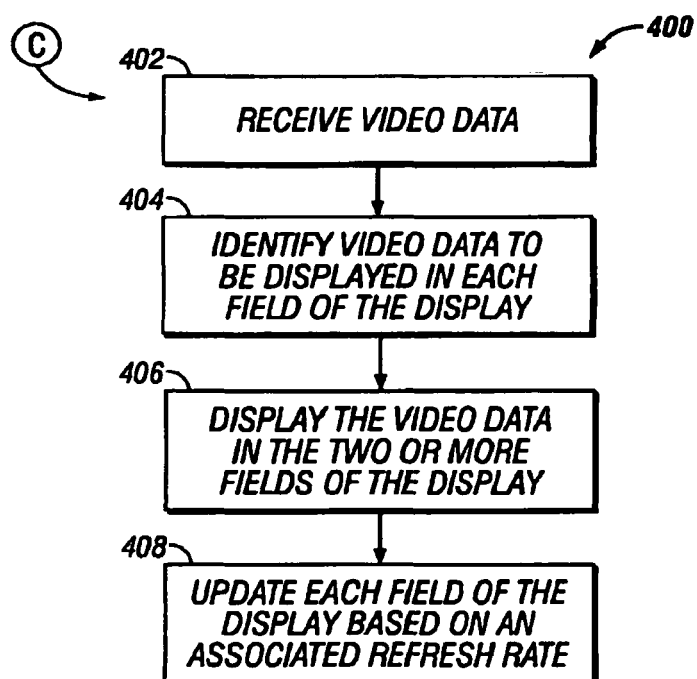 C
400
402
RECEIVE VIDEO DATA
404
IDENTIFY VIDEO DATA TO
BE DISPLAYED IN EACH
FIELD OF THE DISPLAY
406
DISPLAY THE VIDEO DATA
IN THE TWO OR MORE
FIELDS OF THE DISPLAY
408
UPDATE EACH FIELD OF THE
DISPLAY BASED ON AN
ASSOCIATED REFRESH RATE